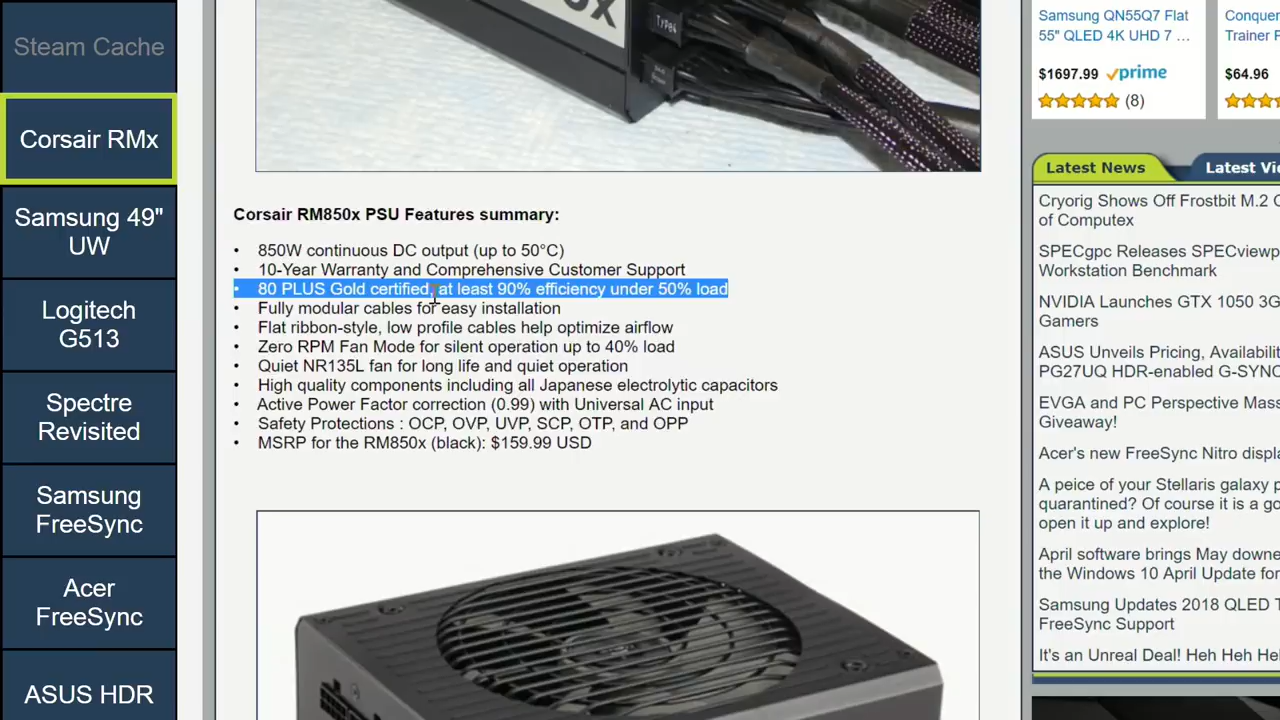 Steam Cache
Corsair RMx
Samsung 49"
UW
Logitech
G513
Spectre
Revisited
Samsung
FreeSync
Acer
FreeSync
ASUS HDR
Type4
Corsair RM850x PSU Features summary:
• 850W continuous DC output (up to 50°C)
• 10-Year Warranty and Comprehensive Customer Support
• 80 PLUS Gold certified, at least 90% efficiency under 50% load
• Fully modular cables for easy installation
• Flat ribbon-style, low profile cables help optimize airflow
• Zero RPM Fan Mode for silent operation up to 40% load
• Quiet NR135L fan for long life and quiet operation
• High quality components including all Japanese electrolytic capacitors
• Active Power Factor correction (0.99) with Universal AC input
• Safety Protections : OCP, OVP, UVP, SCP, OTP, and OPP
• MSRP for the RM850x (black): $159.99 USD
Samsung QN55Q7 Flat
55" QLED 4K UHD 7 ...
$1697.99 prime
(8)
Conquer
Trainer F
$64.96
Latest News
Latest Vi
Cryorig Shows Off Frostbit M.2 C
of Computex
SPECgpc Releases SPECviewp
Workstation Benchmark
NVIDIA Launches GTX 1050 3G
Gamers
ASUS Unveils Pricing, Availabilit
PG27UQ HDR-enabled G-SYNC
EVGA and PC Perspective Mass
Giveaway!
Acer's new FreeSync Nitro displa
A peice of your Stellaris galaxy p
quarantined? Of course it is a go
open it up and explore!
April software brings May downe
the Windows 10 April Update for
Samsung Updates 2018 QLED T
FreeSync Support
It's an Unreal Deal! Heh Heh Hel